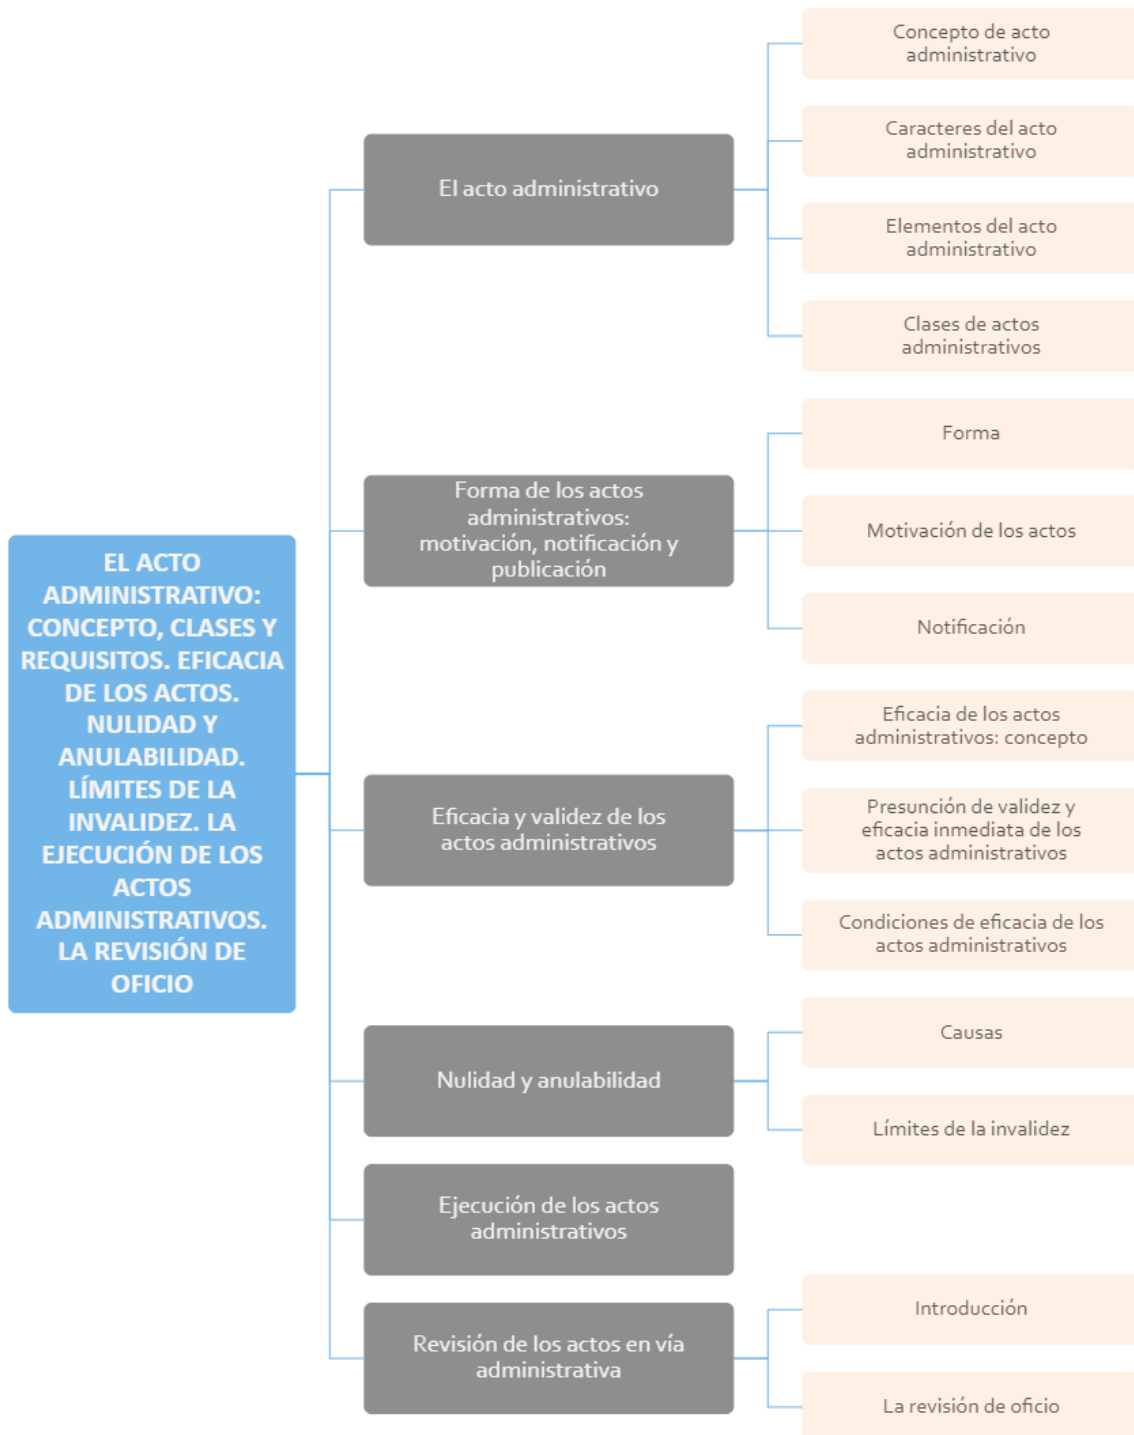 EL ACTO
ADMINISTRATIVO:
CONCEPTO, CLASES Y
REQUISITOS. EFICACIA
DE LOS ACTOS.
NULIDAD Y
ANULABILIDAD.
LÍMITES DE LA
INVALIDEZ. LA
EJECUCIÓN DE LOS
ACTOS
ADMINISTRATIVOS.
LA REVISIÓN DE
OFICIO
El acto administrativo
Concepto de acto
administrativo
Caracteres del acto
administrativo
Elementos del acto
administrativo
Clases de actos
administrativos
Forma de los actos
administrativos:
motivación, notificación y
publicación
Forma
Motivación de los actos
Notificación
Eficacia y validez de los
actos administrativos
Eficacia de los actos
administrativos: concepto
Presunción de validez y
eficacia inmediata de los
actos administrativos
Condiciones de eficacia de los
actos administrativos
Nulidad y anulabilidad
Causas
Límites de la invalidez
Ejecución de los actos
administrativos
Revisión de los actos en vía
administrativa
Introducción
La revisión de oficio